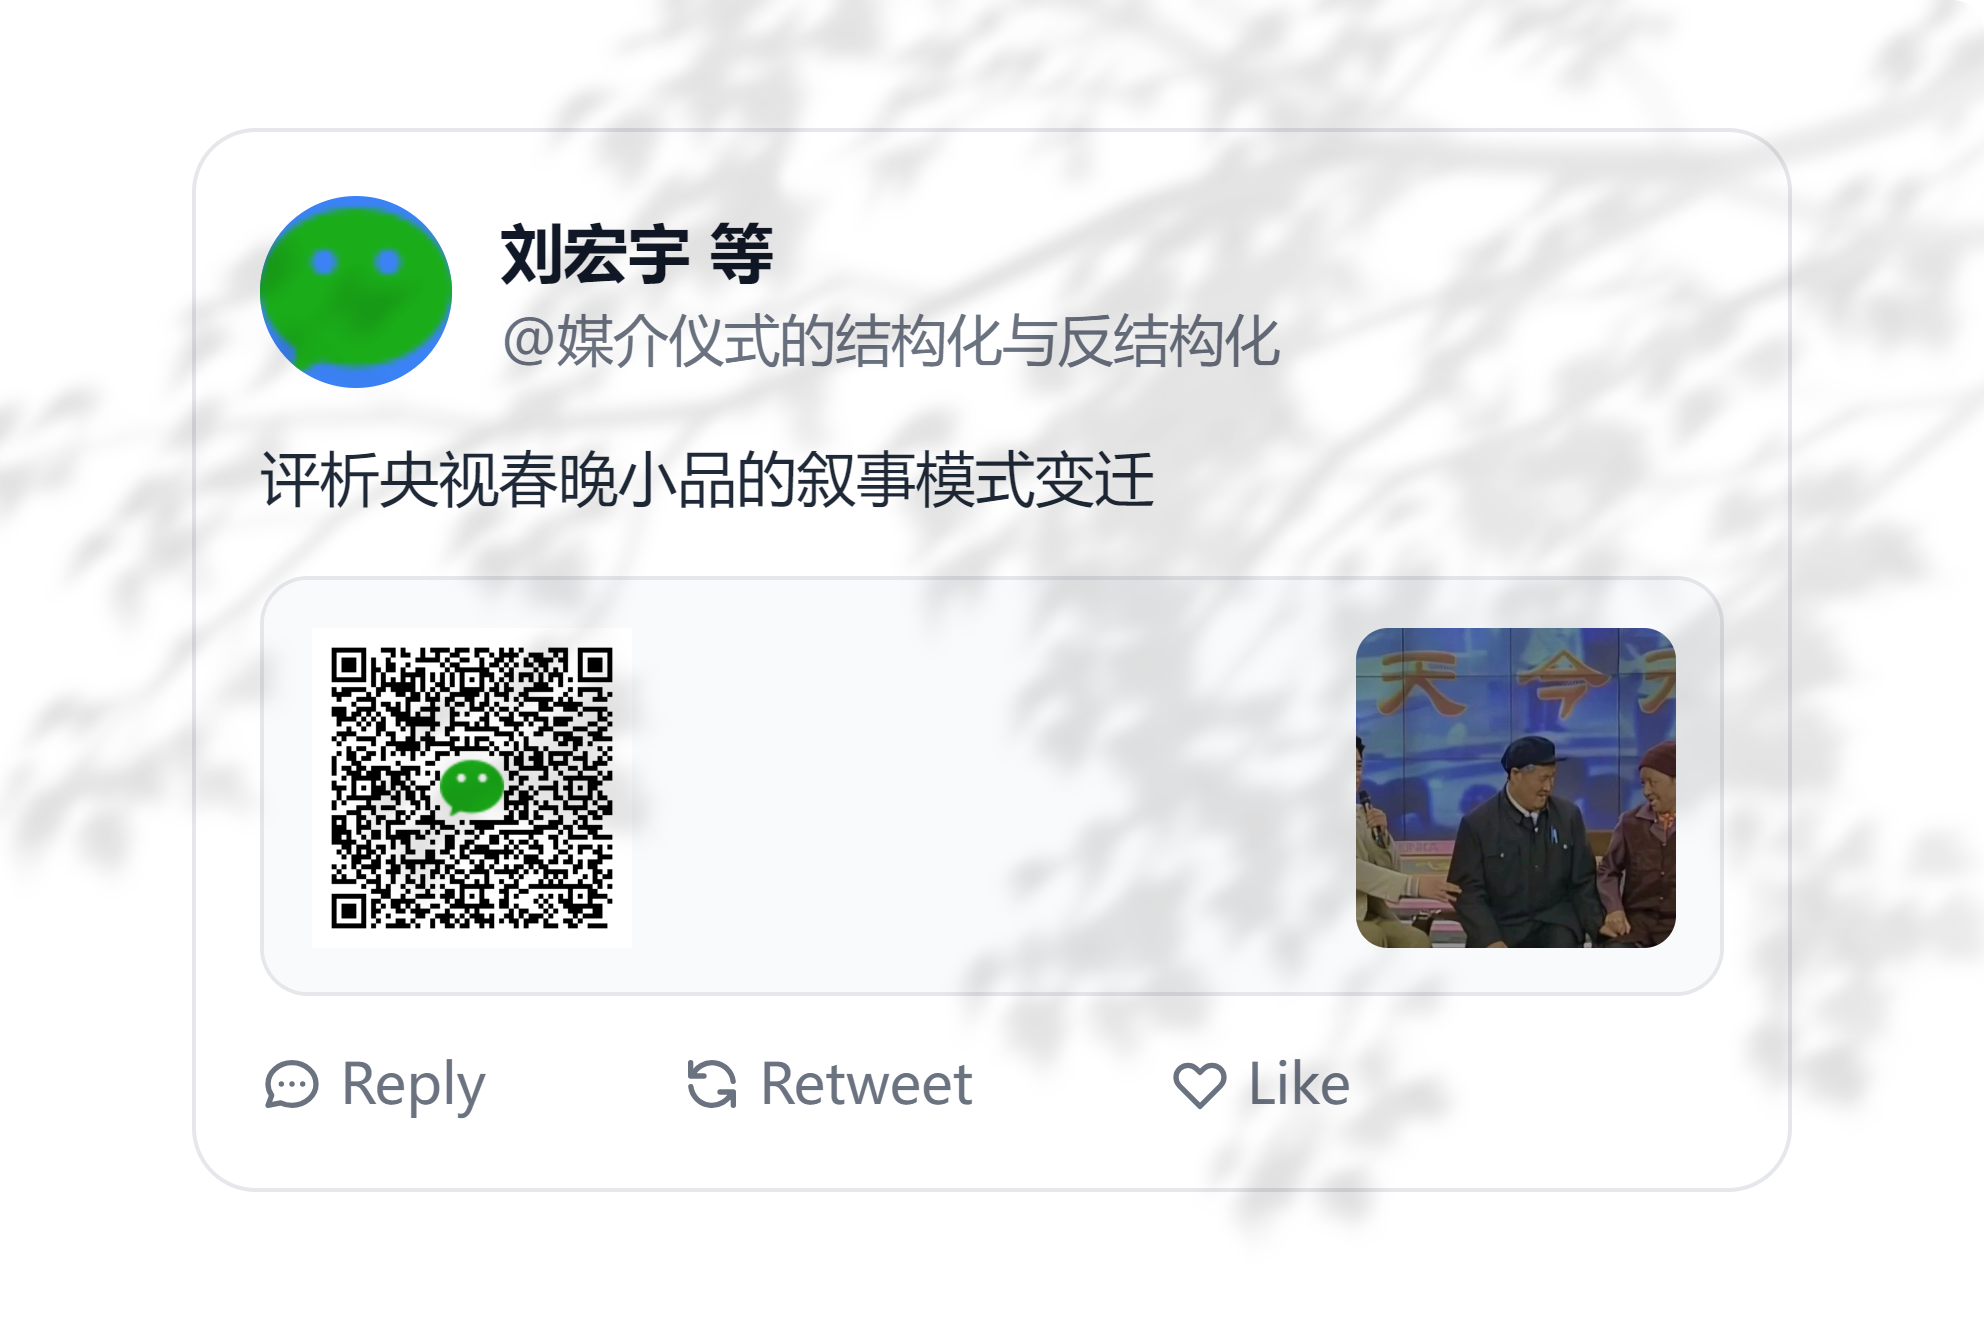 刘宏宇 等
@媒介仪式的结构化与反结构化
评析央视春晚小品的叙事模式变迁
天 今
Reply
Retweet
Like